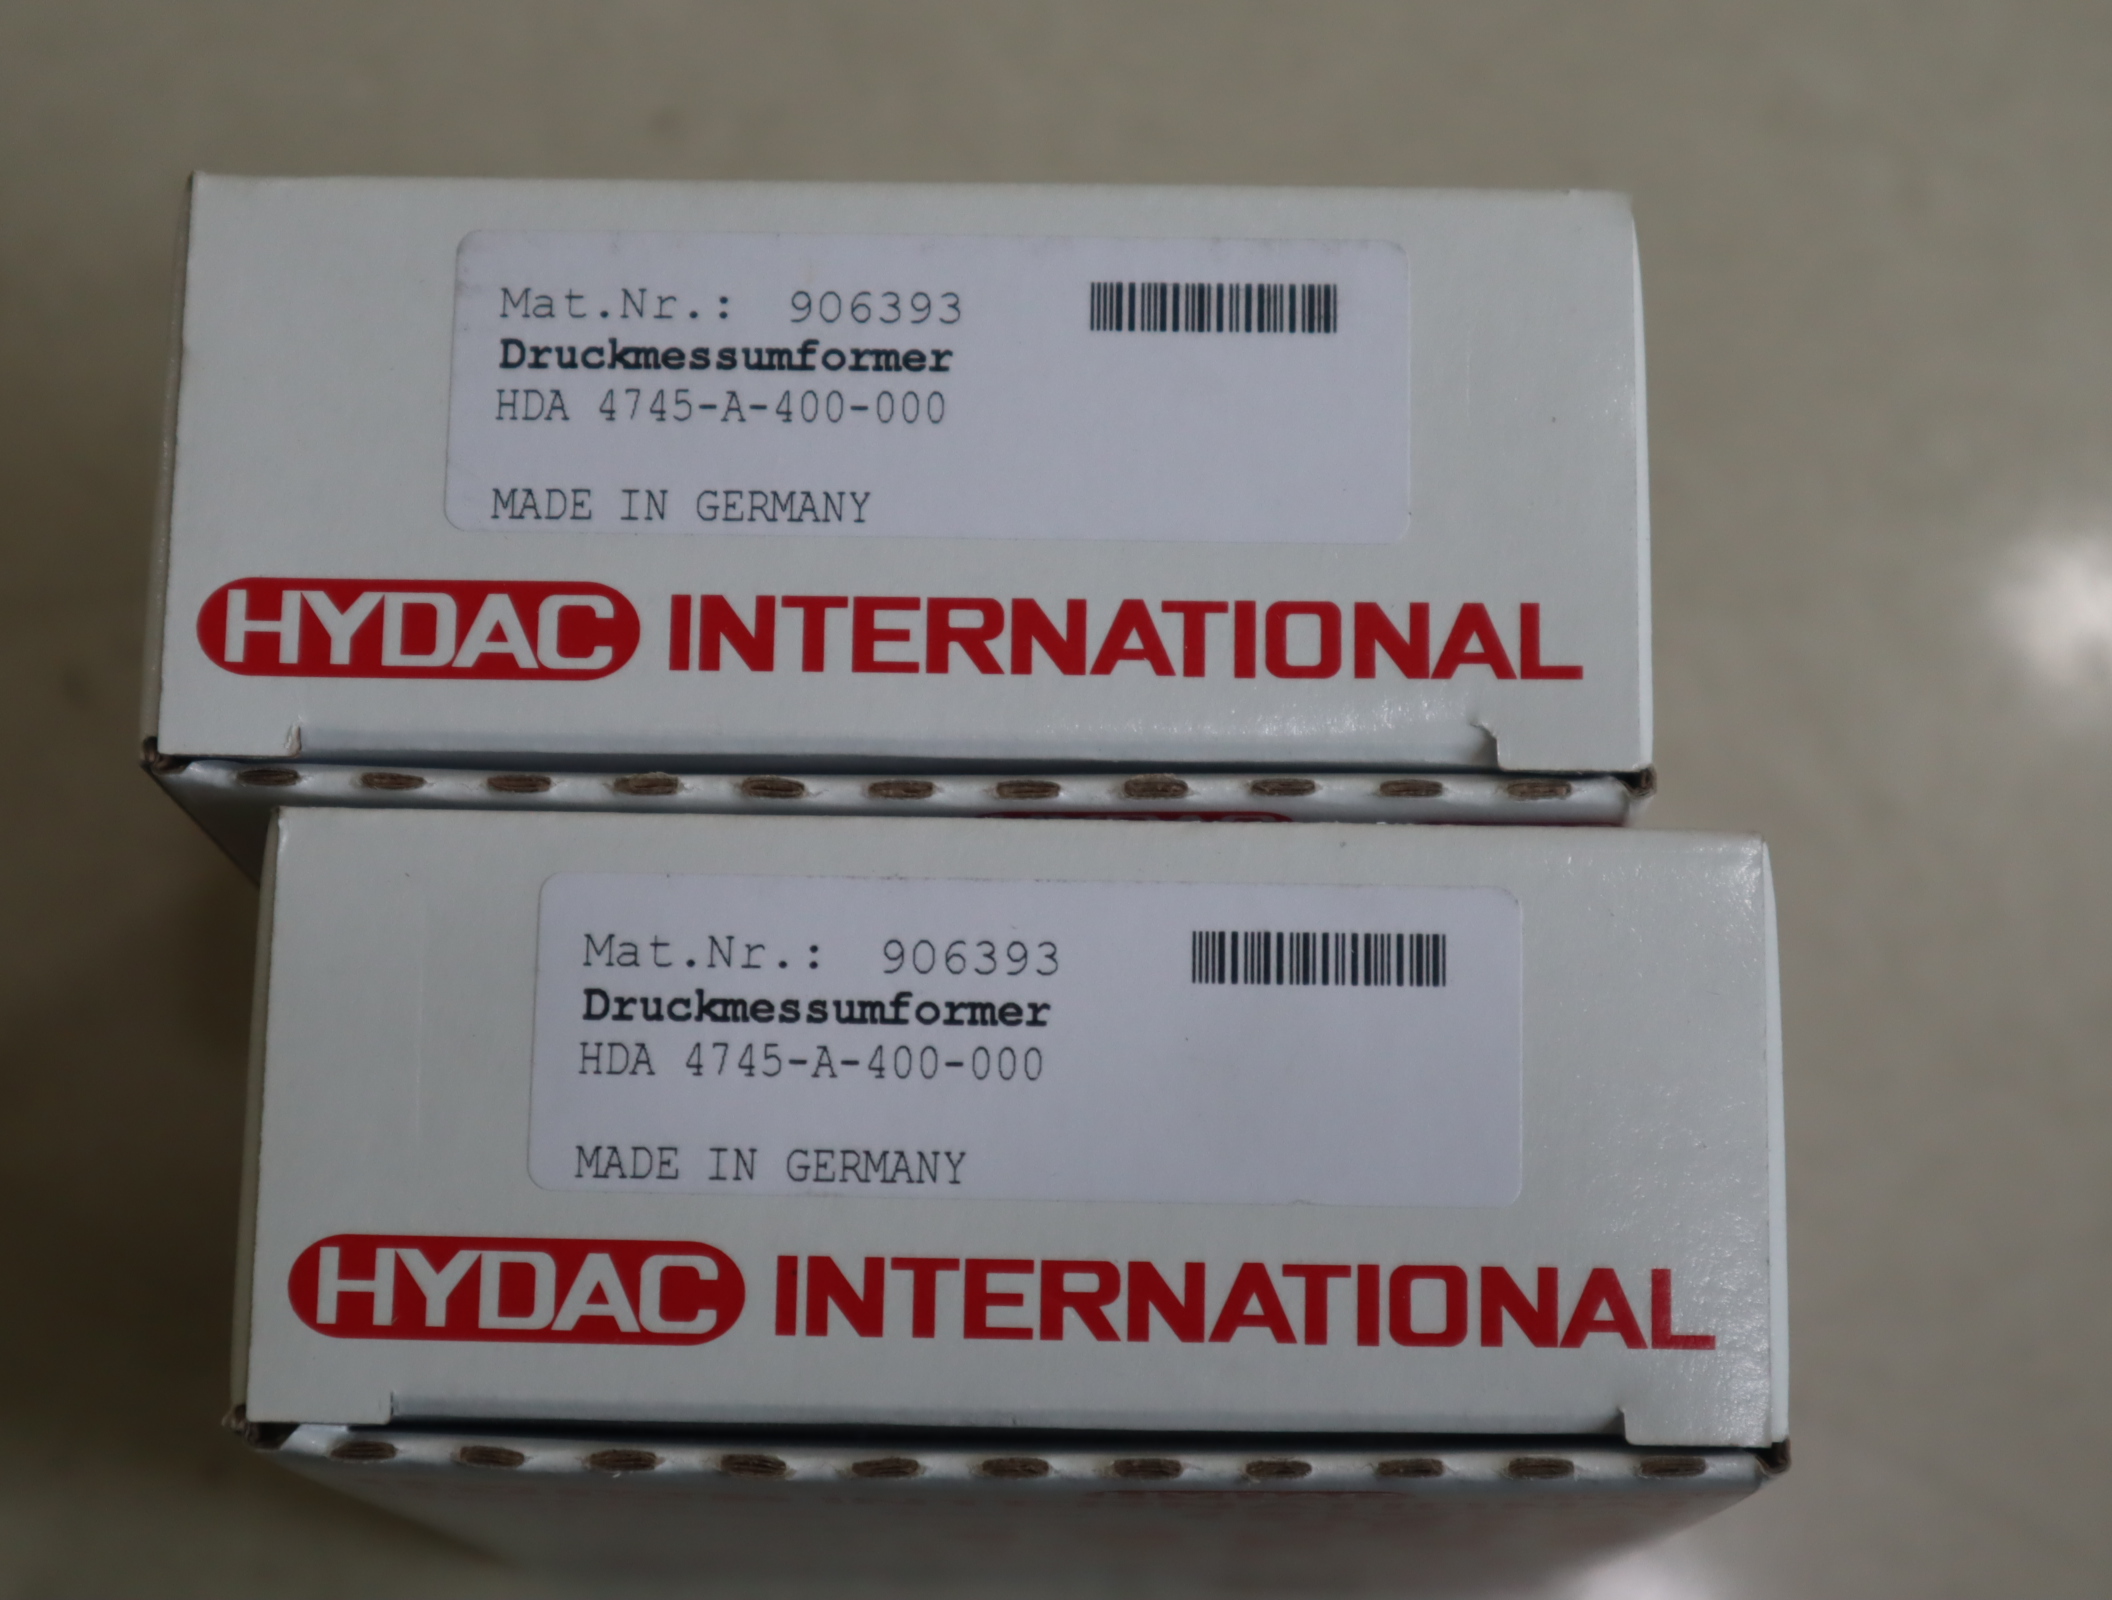 Mat.Nr.: 906393
Druckmessumformer
HDA 4745-A-400-000
MADE IN GERMANY
HYDAC INTERNATIONAL
Mat.Nr.: 906393
Druckmessumformer
HDA 4745-A-400-000
MADE IN GERMANY
HYDAC INTERNATIONAL